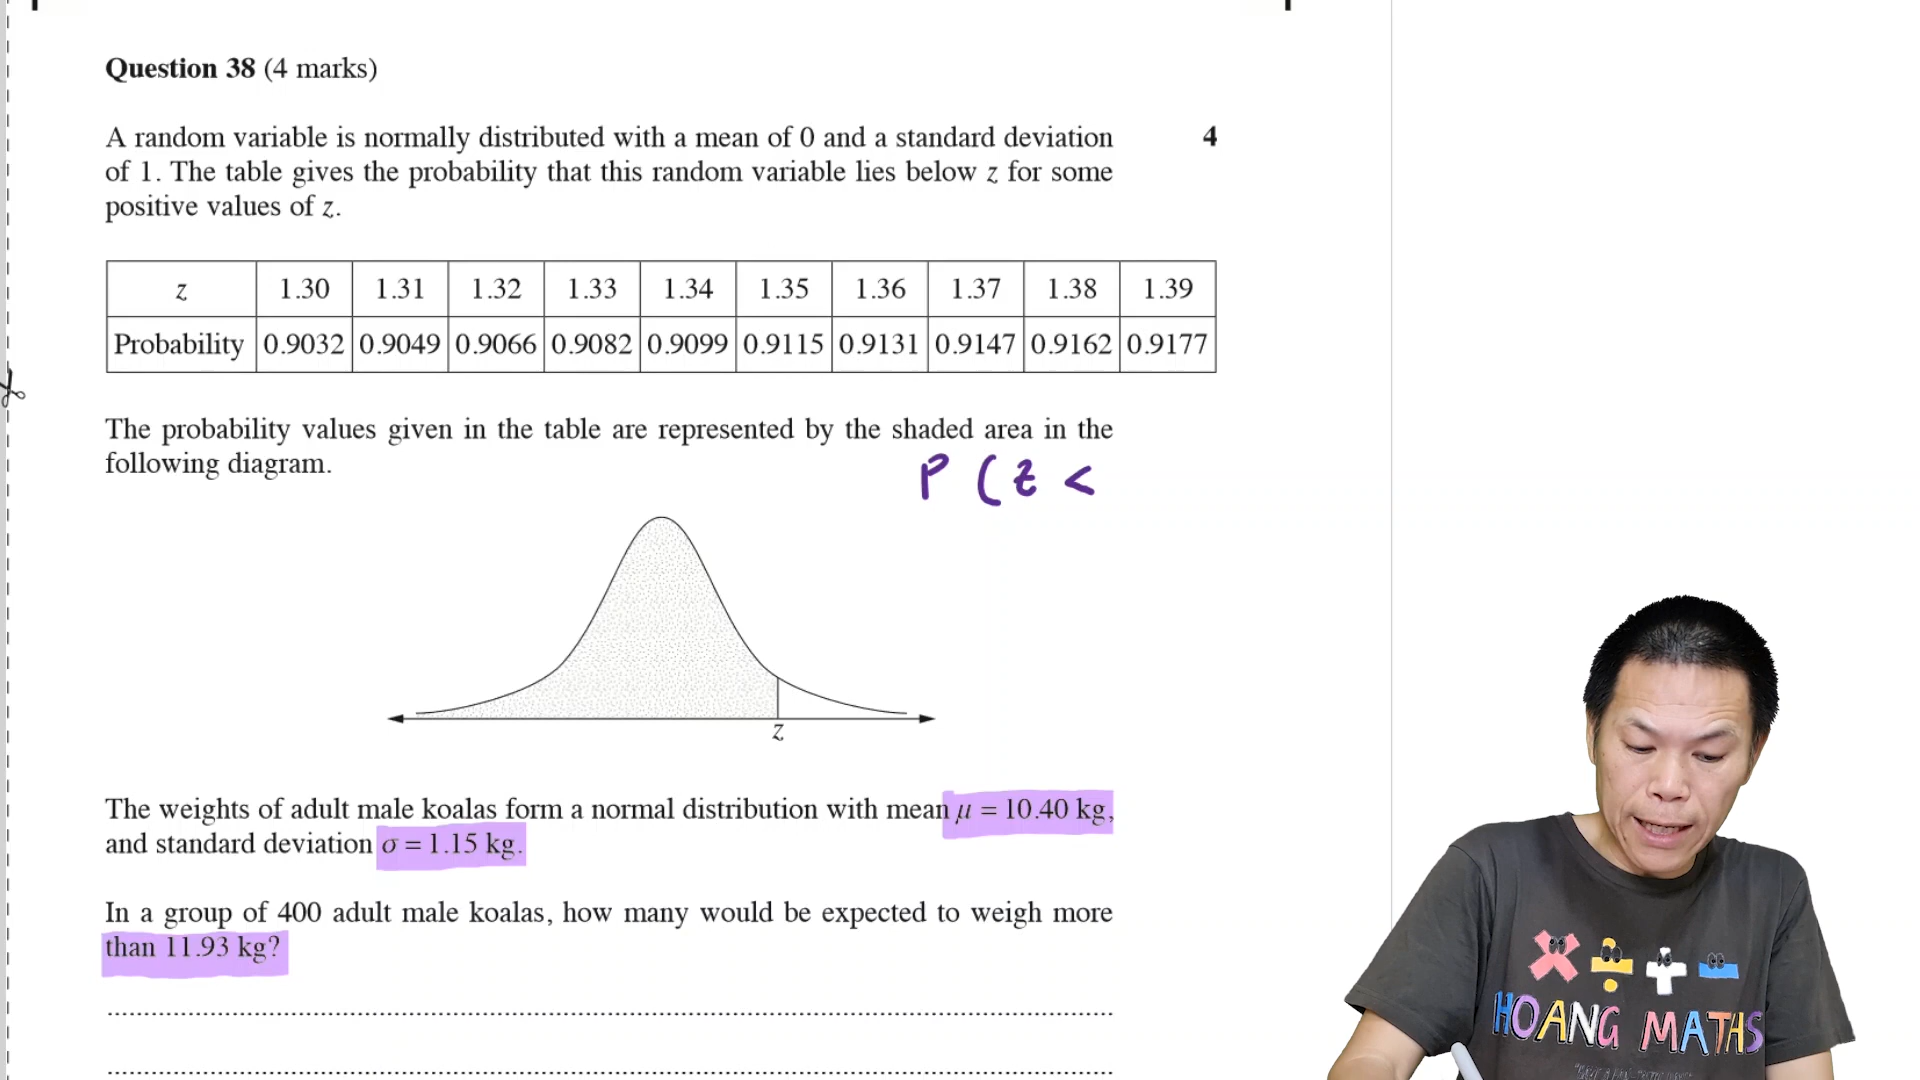 Question 38 (4 marks)
A random variable is normally distributed with a mean of 0 and a standard deviation 4
of 1. The table gives the probability that this random variable lies below z for some
positive values of z.
z 1.30 1.31 1.32 1.33 1.34 1.35 1.36 1.37 1.38 1.39
Probability 0.9032 0.9049 0.9066 0.9082 0.9099 0.9115 0.9131 0.9147 0.9162 0.9177
The probability values given in the table are represented by the shaded area in the
following diagram.
P ( z <
z
The weights of adult male koalas form a normal distribution with mean μ = 10.40 kg,
and standard deviation σ = 1.15 kg.
In a group of 400 adult male koalas, how many would be expected to weigh more
than 11.93 kg?
HOANG MATHS